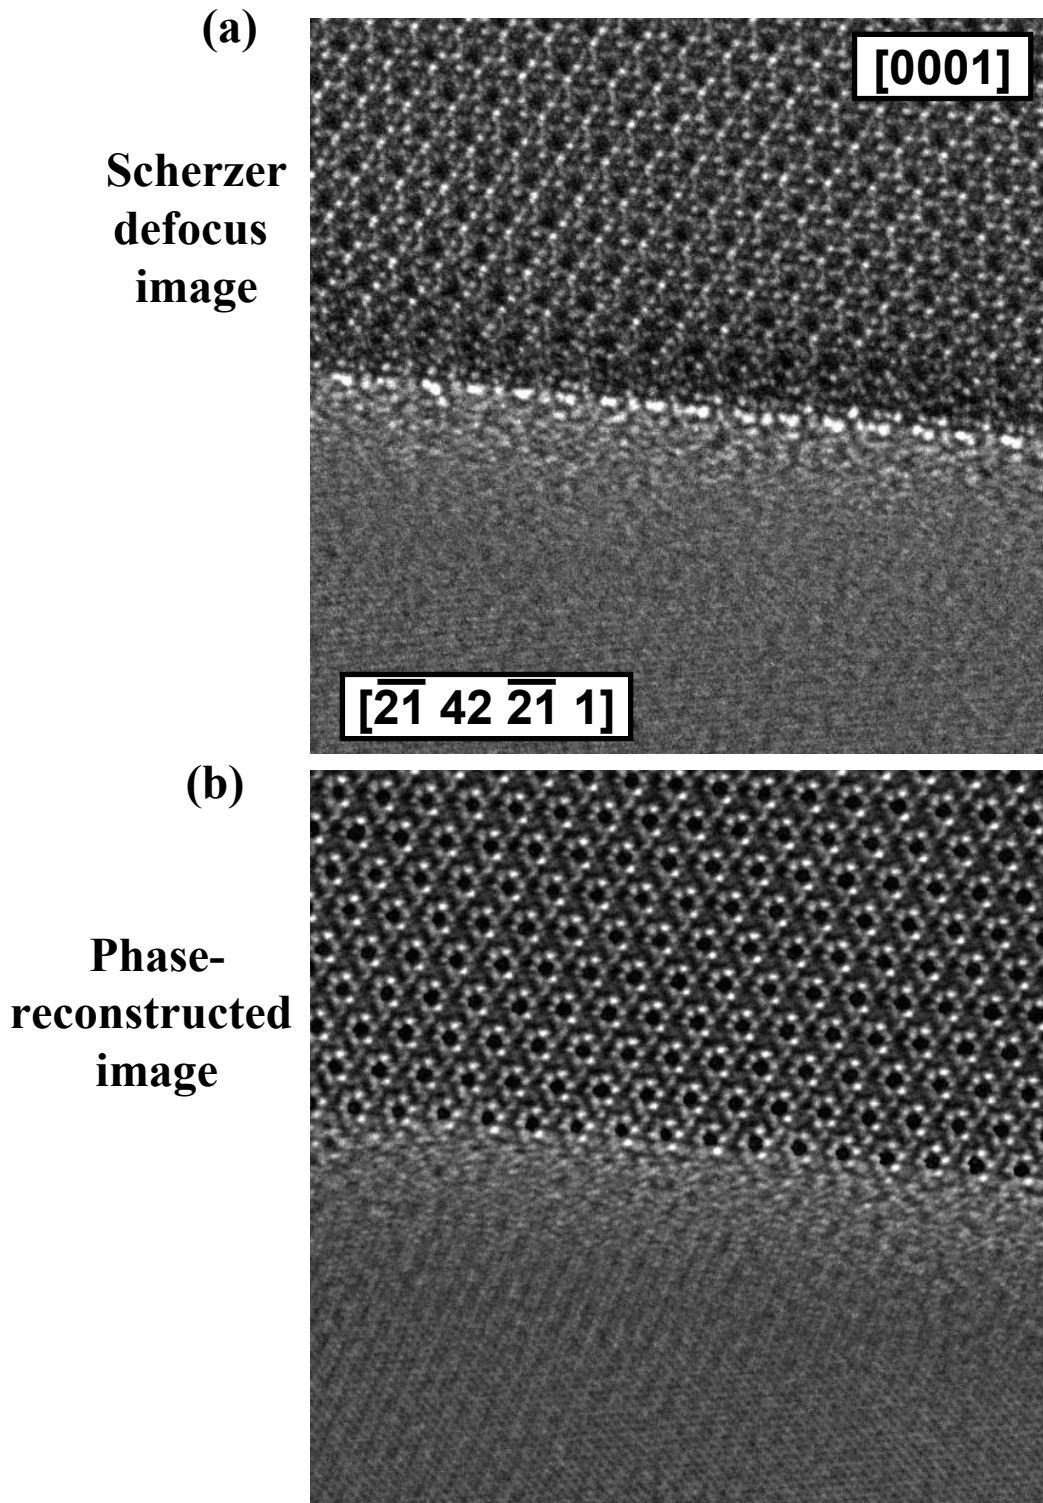 (a)
[0001]
Scherzer
defocus
image
[2̅1̅ 42 2̅1̅ 1]
(b)
Phase-
reconstructed
image